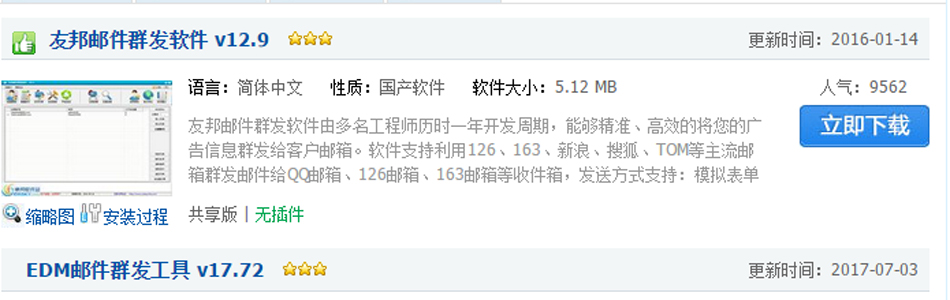 友邦邮件群发软件 v12.9 更新时间：2016-01-14
语言：简体中文 性质：国产软件 软件大小：5.12 MB 人气：9562
友邦邮件群发软件由多名工程师历时一年开发周期，能够精准、高效的将您的广
告信息群发给客户邮箱。软件支持利用126、163、新浪、搜狐、TOM等主流邮
箱群发邮件给QQ邮箱、126邮箱、163邮箱等收件箱，发送方式支持：模拟表单
立即下载
缩略图 安装过程
共享版 | 无插件
EDM邮件群发工具 v17.72 更新时间：2017-07-03